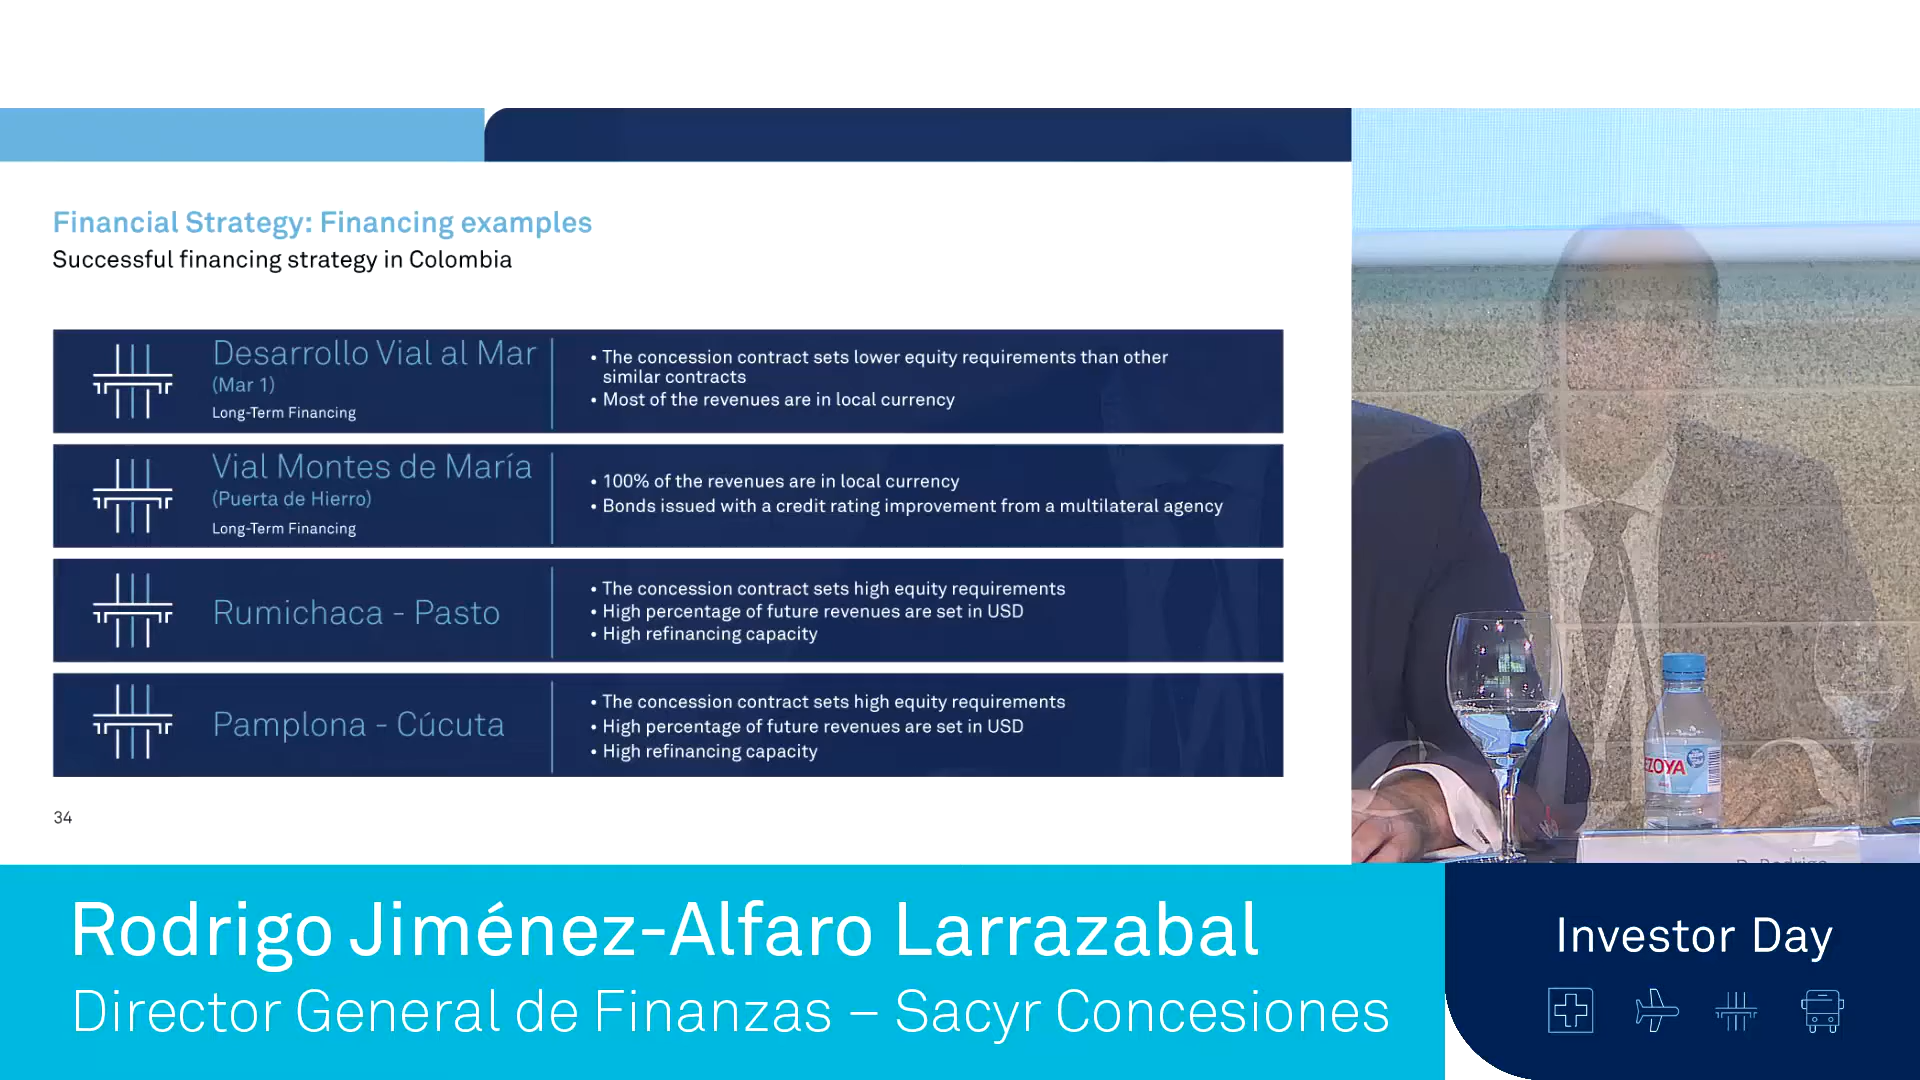 Financial Strategy: Financing examples
Successful financing strategy in Colombia
Desarrollo Vial al Mar
(Mar 1)
Long-Term Financing
• The concession contract sets lower equity requirements than other
similar contracts
• Most of the revenues are in local currency
Vial Montes de María
(Puerta de Hierro)
Long-Term Financing
• 100% of the revenues are in local currency
• Bonds issued with a credit rating improvement from a multilateral agency
Rumichaca - Pasto
• The concession contract sets high equity requirements
• High percentage of future revenues are set in USD
• High refinancing capacity
Pamplona - Cúcuta
• The concession contract sets high equity requirements
• High percentage of future revenues are set in USD
• High refinancing capacity
34
ZOYA
D. Rodrigo
Rodrigo Jiménez-Alfaro Larrazabal
Director General de Finanzas – Sacyr Concesiones
Investor Day